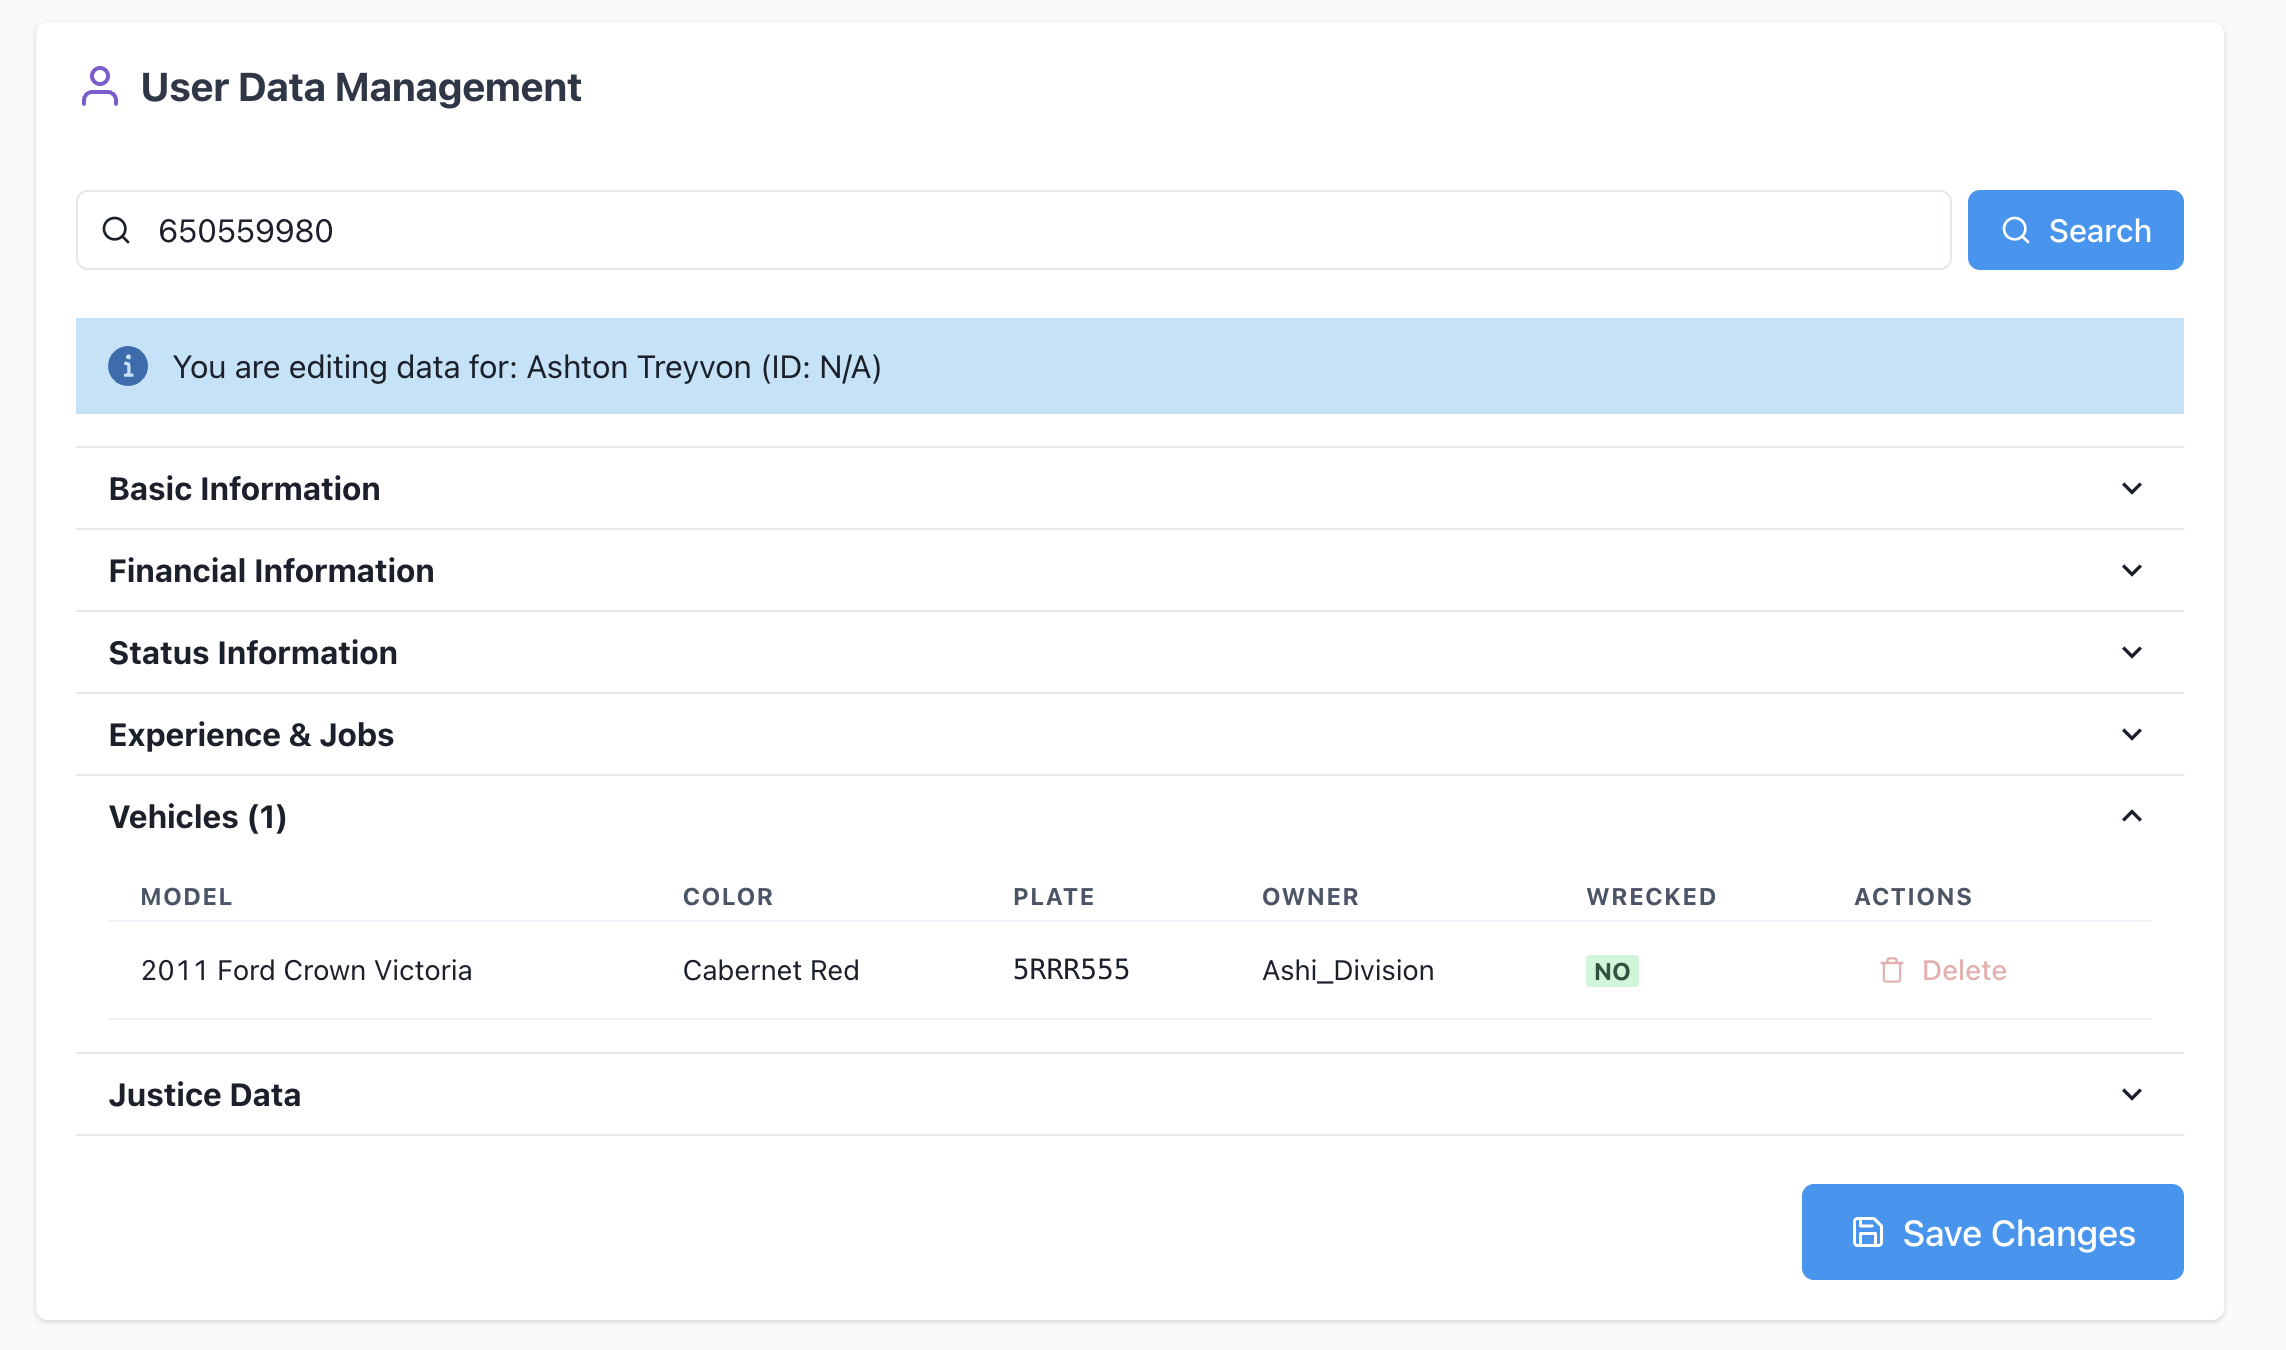 User Data Management
650559980
Search
You are editing data for: Ashton Treyvon (ID: N/A)
Basic Information
Financial Information
Status Information
Experience & Jobs
Vehicles (1)
MODEL COLOR PLATE OWNER WRECKED ACTIONS
2011 Ford Crown Victoria Cabernet Red 5RRR555 Ashi_Division NO Delete
Justice Data
Save Changes